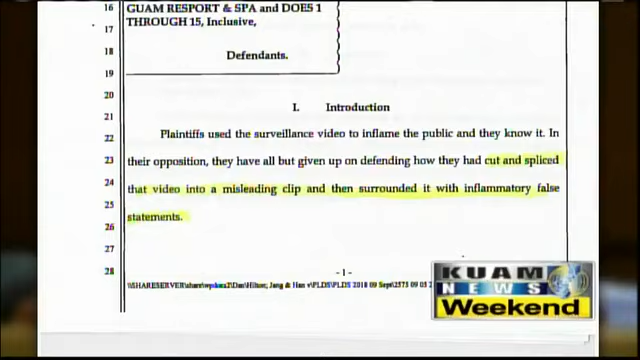 16 GUAM RESPORT & SPA and DOES 1
17 THROUGH 15, Inclusive,
18 Defendants.
19
20
21 I. Introduction
22 Plaintiffs used the surveillance video to inflame the public and they know it. In
23 their opposition, they have all but given up on defending how they had cut and spliced
24 that video into a misleading clip and then surrounded it with inflammatory false
25 statements.
26
27
28 - 1 -
KUAM
NEWS
Weekend